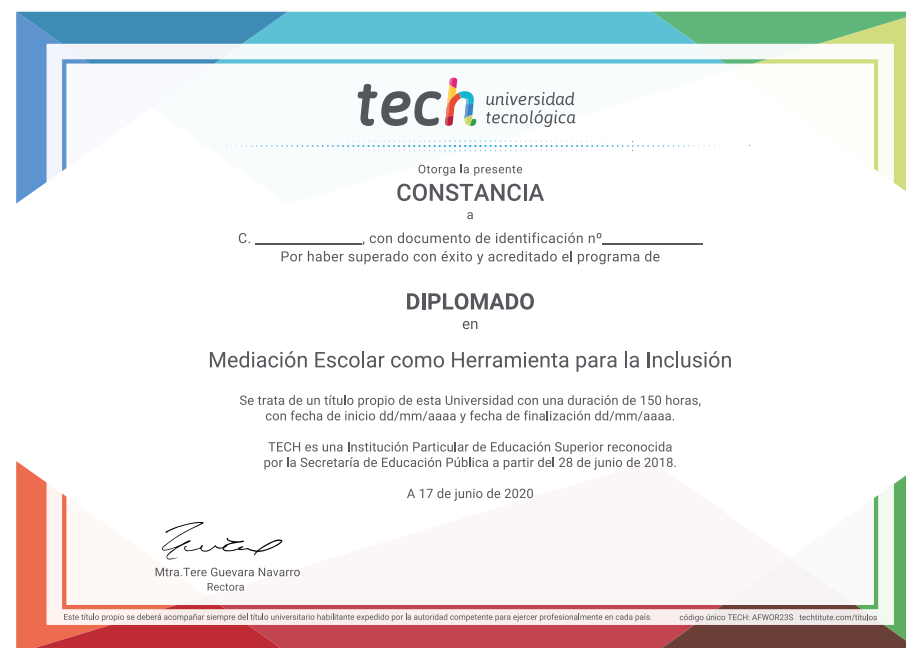 tech universidad
tecnológica
Otorga la presente
CONSTANCIA
a
C. ____________, con documento de identificación nº____________
Por haber superado con éxito y acreditado el programa de
DIPLOMADO
en
Mediación Escolar como Herramienta para la Inclusión
Se trata de un título propio de esta Universidad con una duración de 150 horas,
con fecha de inicio dd/mm/aaaa y fecha de finalización dd/mm/aaaa.
TECH es una Institución Particular de Educación Superior reconocida
por la Secretaría de Educación Pública a partir del 28 de junio de 2018.
A 17 de junio de 2020
Mtra.Tere Guevara Navarro
Rectora
Este título propio se deberá acompañar siempre del título universitario habilitante expedido por la autoridad competente para ejercer profesionalmente en cada país. código único TECH: AFWOR23S techtitute.com/titulos